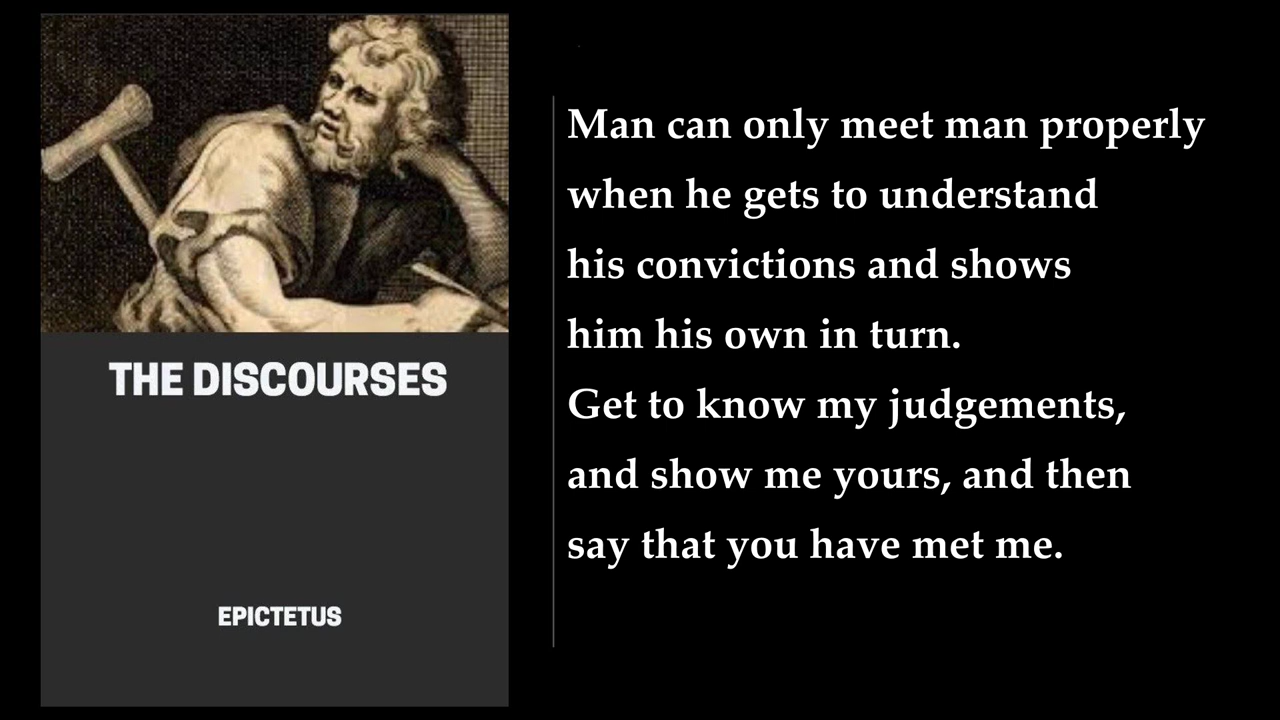 THE DISCOURSES
EPICTETUS
Man can only meet man properly
when he gets to understand
his convictions and shows
him his own in turn.
Get to know my judgements,
and show me yours, and then
say that you have met me.